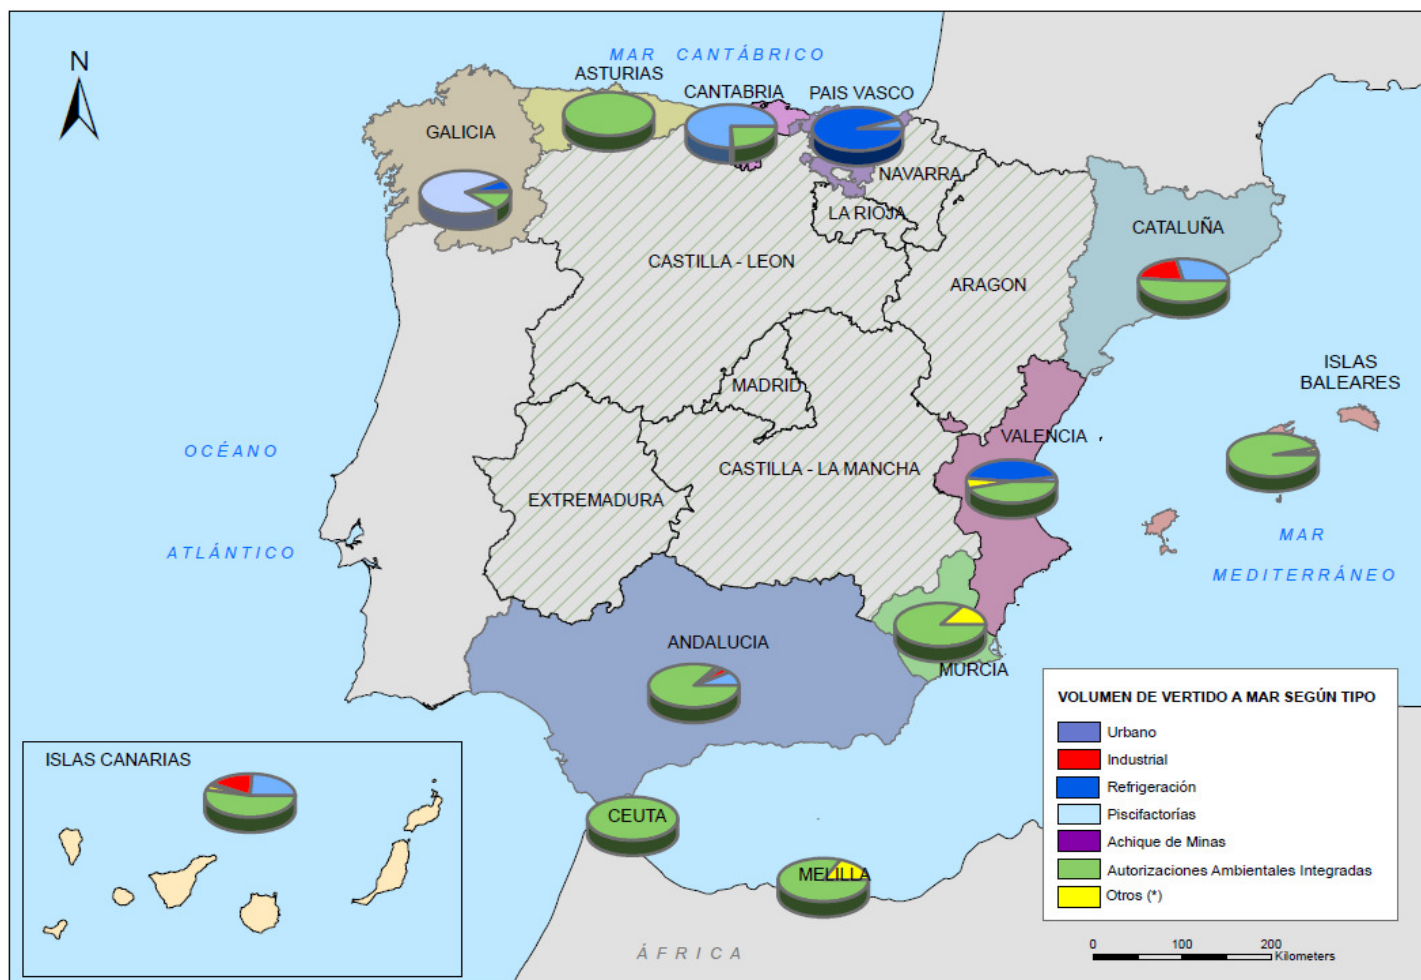 N
MAR CANTÁBRICO
ASTURIAS
CANTABRIA
PAIS VASCO
GALICIA
NAVARRA
LA RIOJA
CATALUÑA
CASTILLA - LEON
ARAGON
ISLAS
BALEARES
MADRID
VALENCIA
OCÉANO
CASTILLA - LA MANCHA
EXTREMADURA
ATLÁNTICO
MAR
MEDITERRÁNEO
ANDALUCIA
MURCIA
ISLAS CANARIAS
CEUTA
MELILLA
ÁFRICA
VOLUMEN DE VERTIDO A MAR SEGÚN TIPO
Urbano
Industrial
Refrigeración
Piscifactorías
Achique de Minas
Autorizaciones Ambientales Integradas
Otros (*)
0 100 200
Kilometers